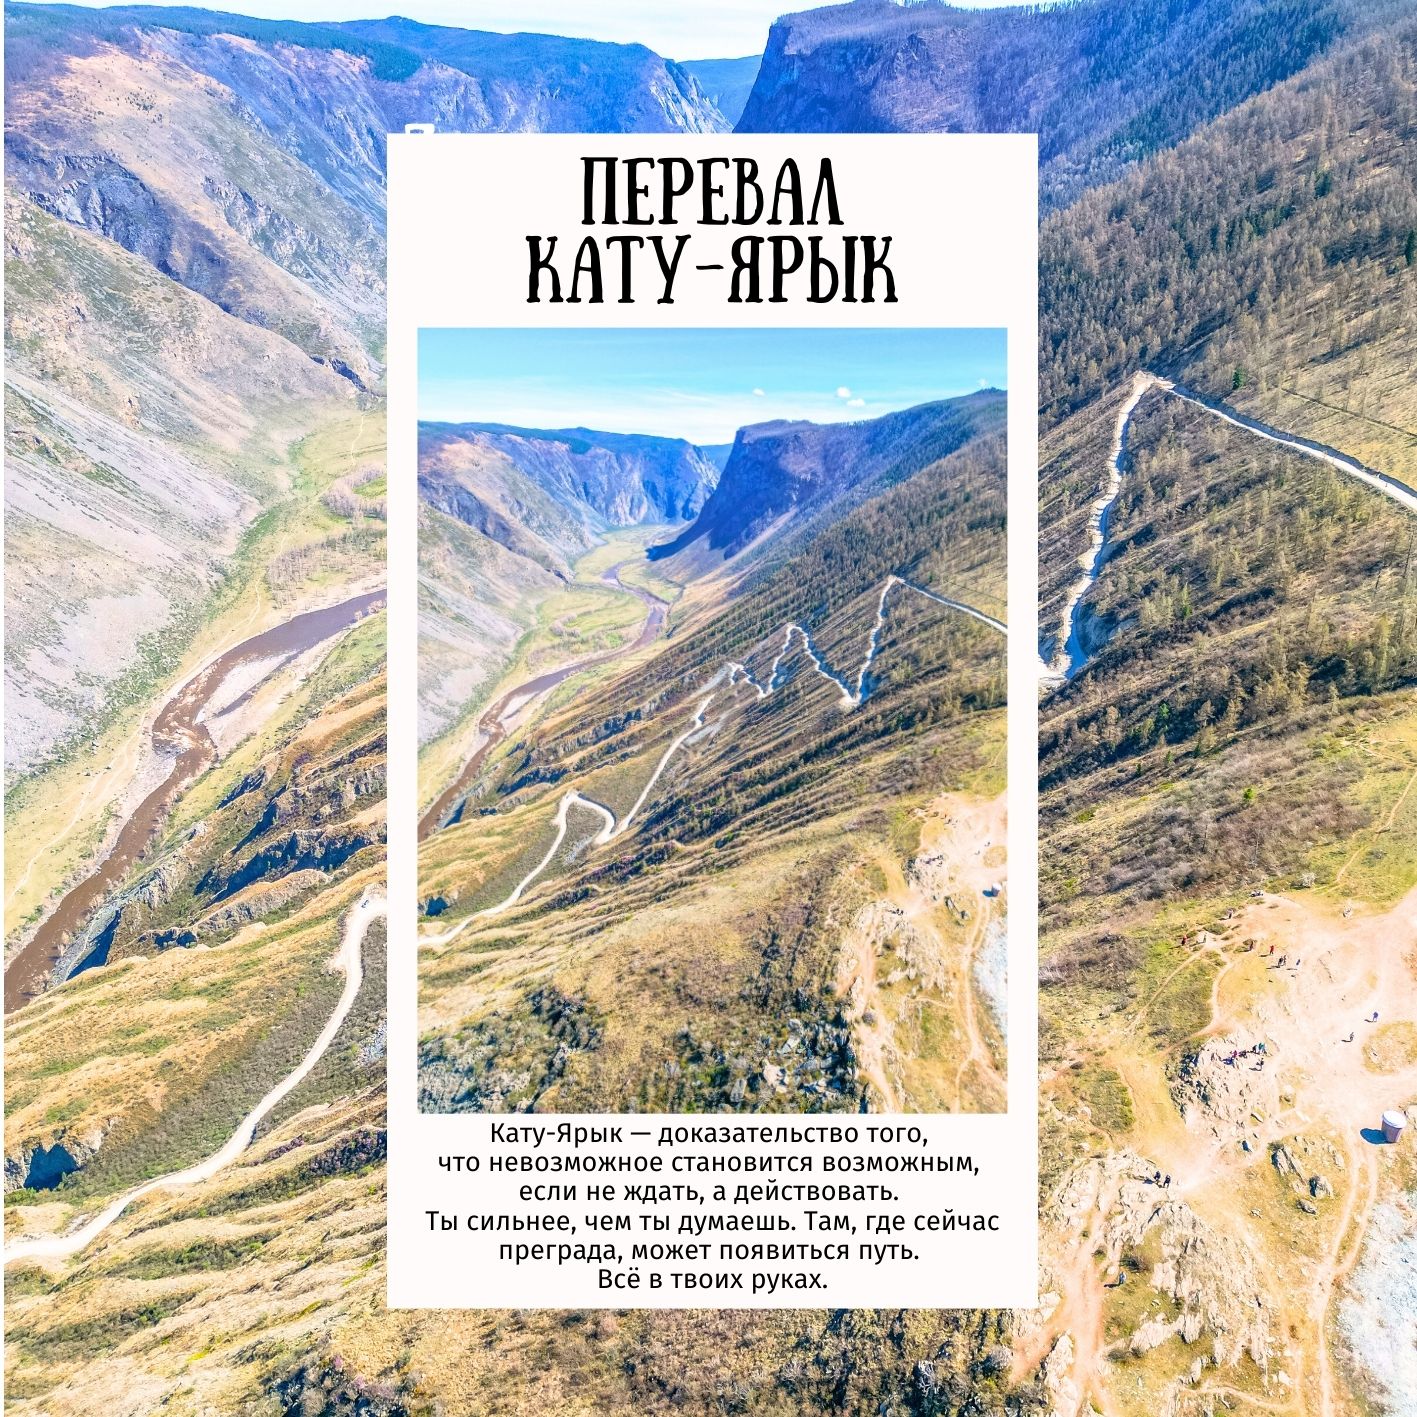 ПЕРЕВАЛ
КАТУ-ЯРЫК
Кату-Ярык — доказательство того,
что невозможное становится возможным,
если не ждать, а действовать.
Ты сильнее, чем ты думаешь. Там, где сейчас
преграда, может появиться путь.
Всё в твоих руках.